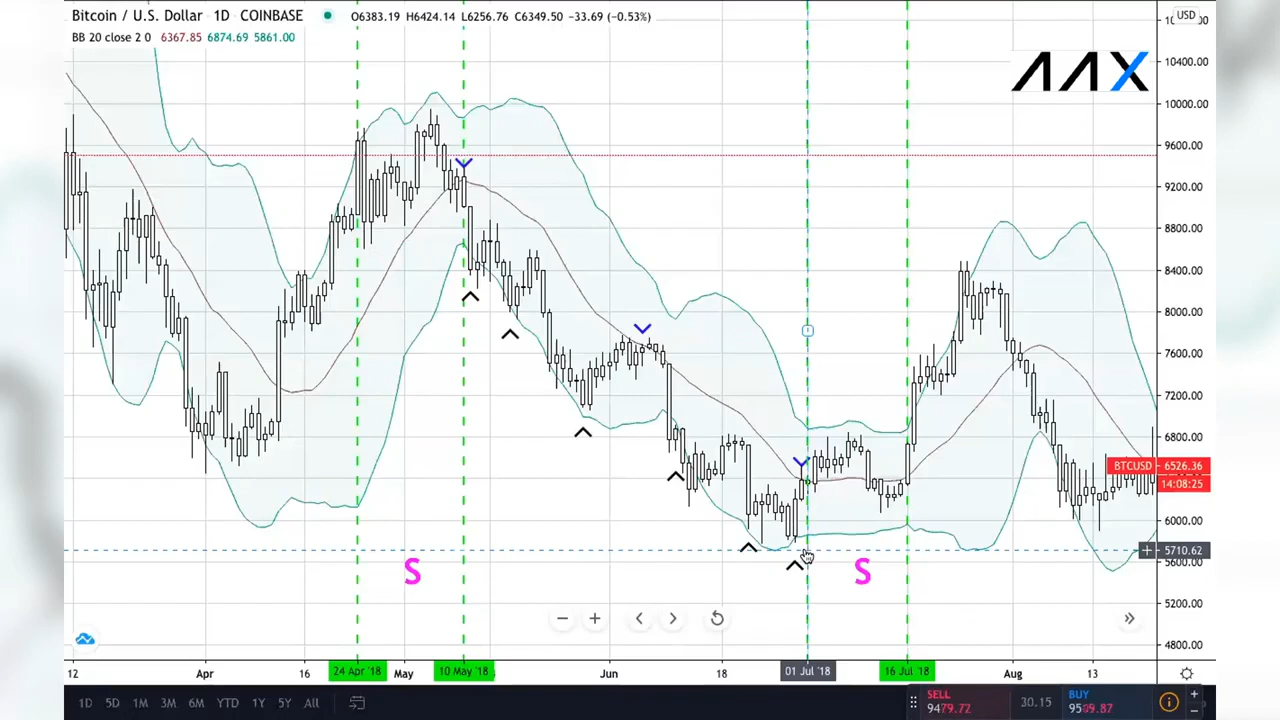 Bitcoin / U.S. Dollar 1D COINBASE O6383.19 H6424.14 L6256.76 C6349.50 −33.69 (−0.53%)
BB 20 close 2 0 6367.85 6874.69 5861.00
USD
AAX
10400.00
10000.00
9600.00
9200.00
8800.00
8400.00
8000.00
7600.00
7200.00
6800.00
BTCUSD 6526.36
14:08:25
6000.00
5710.62
5600.00
S S
5200.00
4800.00
12 Apr 16 24 Apr '18 May 10 May '18 Jun 18 01 Jul '18 16 Jul '18 Aug 13
1D 5D 1M 3M 6M YTD 1Y 5Y All
SELL 30.15 BUY
9479.72 9509.87